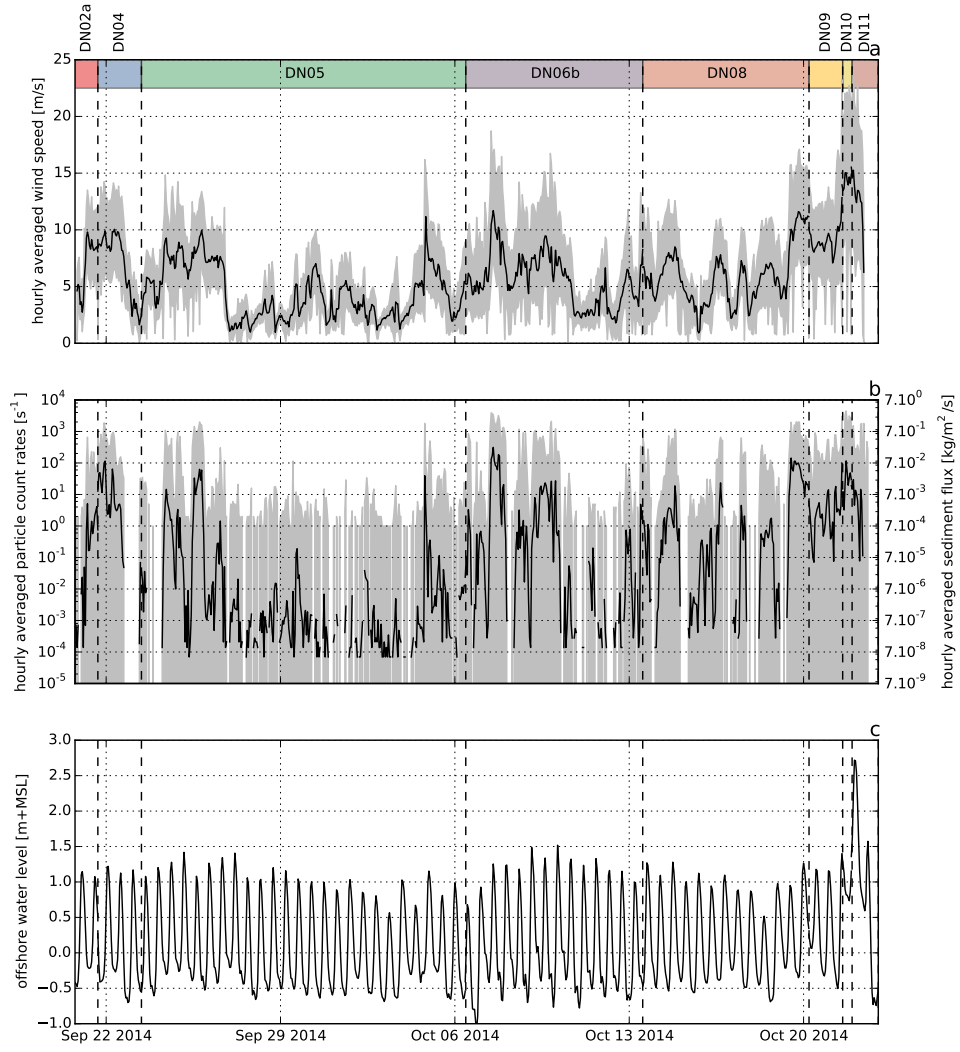 DN02a
DN04
DN09
DN10
DN11
a
DN05
DN06b
DN08
25
20
15
10
5
0
hourly averaged wind speed [m/s]
b
10^4
10^3
10^2
10^1
10^0
10^-1
10^-2
10^-3
10^-4
10^-5
hourly averaged particle count rates [s^-1]
7.10^0
7.10^-1
7.10^-2
7.10^-3
7.10^-4
7.10^-5
7.10^-6
7.10^-7
7.10^-8
7.10^-9
hourly averaged sediment flux [kg/m^2/s]
c
3.0
2.5
2.0
1.5
1.0
0.5
0.0
−0.5
−1.0
offshore water level [m+MSL]
Sep 22 2014
Sep 29 2014
Oct 06 2014
Oct 13 2014
Oct 20 2014